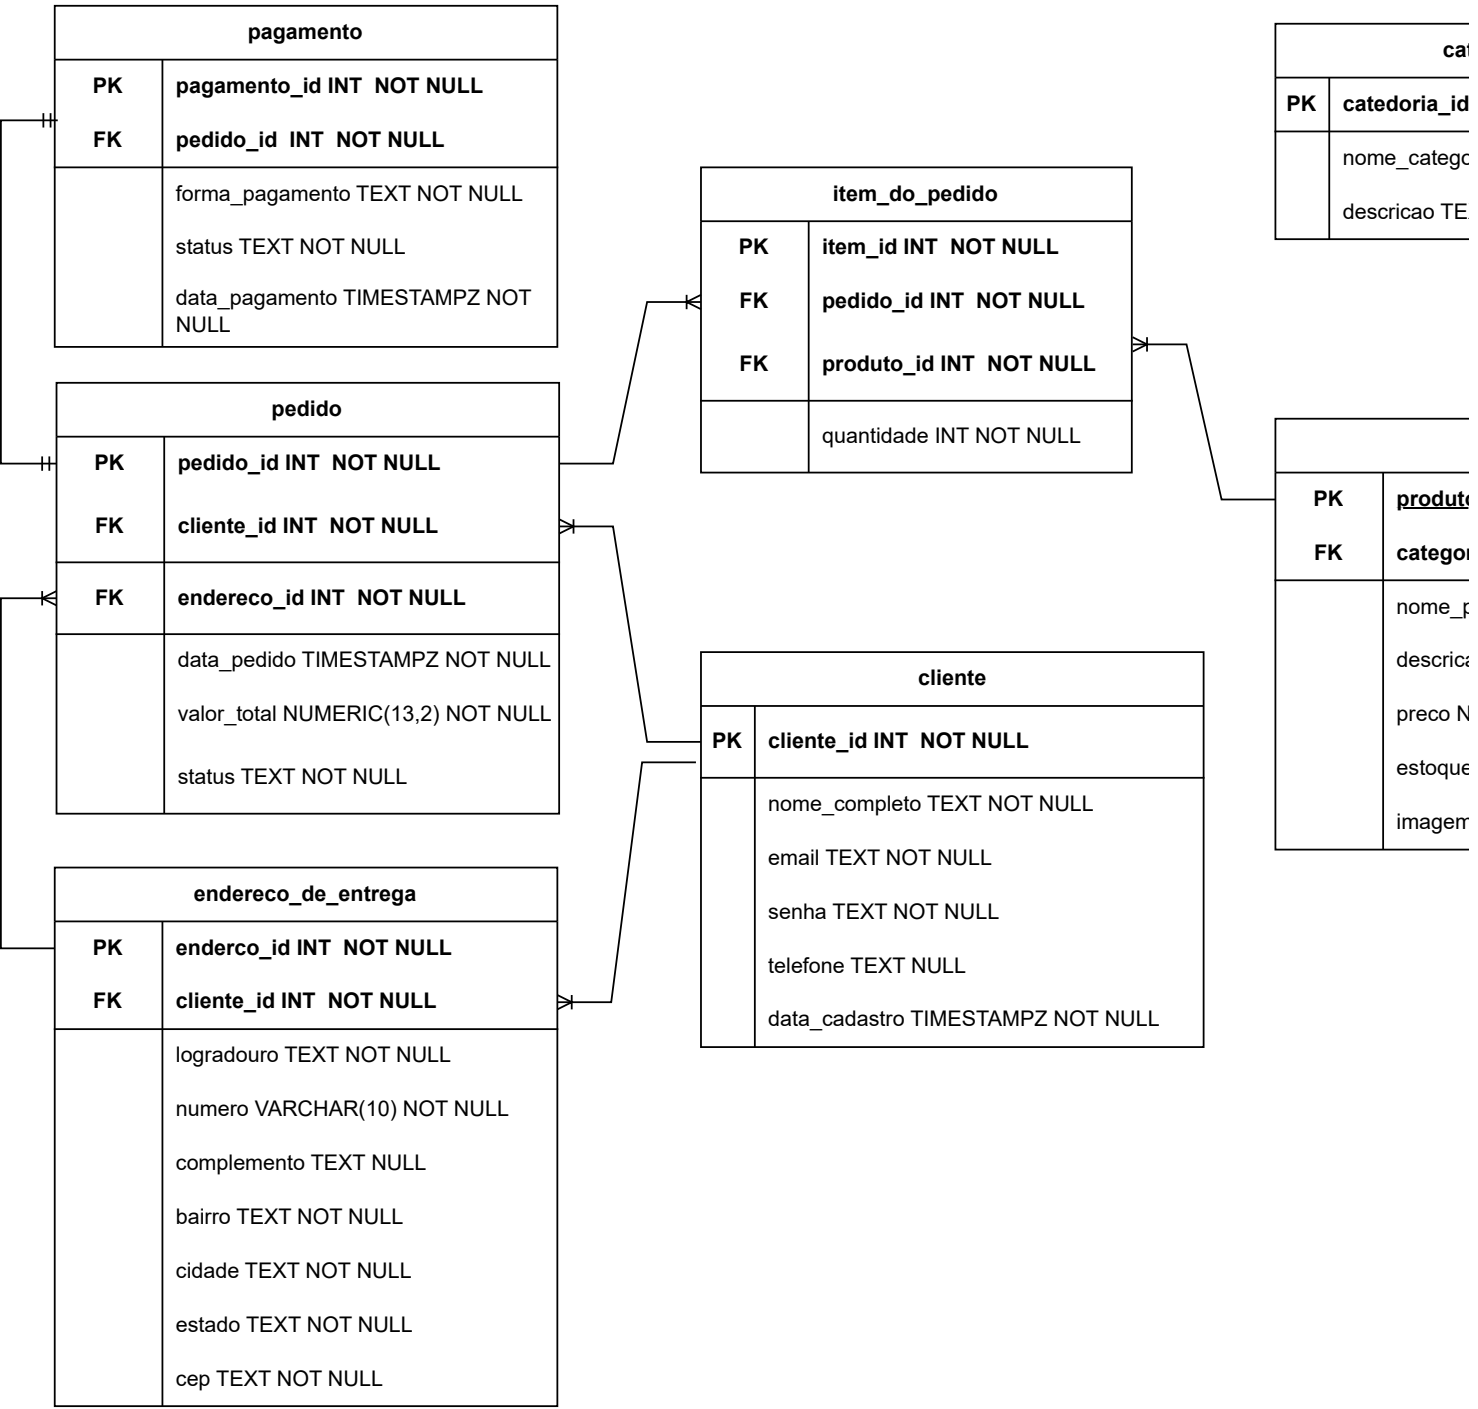 pagamento
PK pagamento_id INT NOT NULL
FK pedido_id INT NOT NULL
forma_pagamento TEXT NOT NULL
status TEXT NOT NULL
data_pagamento TIMESTAMPZ NOT
NULL
pedido
PK pedido_id INT NOT NULL
FK cliente_id INT NOT NULL
FK endereco_id INT NOT NULL
data_pedido TIMESTAMPZ NOT NULL
valor_total NUMERIC(13,2) NOT NULL
status TEXT NOT NULL
endereco_de_entrega
PK enderco_id INT NOT NULL
FK cliente_id INT NOT NULL
logradouro TEXT NOT NULL
numero VARCHAR(10) NOT NULL
complemento TEXT NULL
bairro TEXT NOT NULL
cidade TEXT NOT NULL
estado TEXT NOT NULL
cep TEXT NOT NULL
item_do_pedido
PK item_id INT NOT NULL
FK pedido_id INT NOT NULL
FK produto_id INT NOT NULL
quantidade INT NOT NULL
cliente
PK cliente_id INT NOT NULL
nome_completo TEXT NOT NULL
email TEXT NOT NULL
senha TEXT NOT NULL
telefone TEXT NULL
data_cadastro TIMESTAMPZ NOT NULL
PK catedoria_id
descricao
PK
FK
preco
estoque
imagem